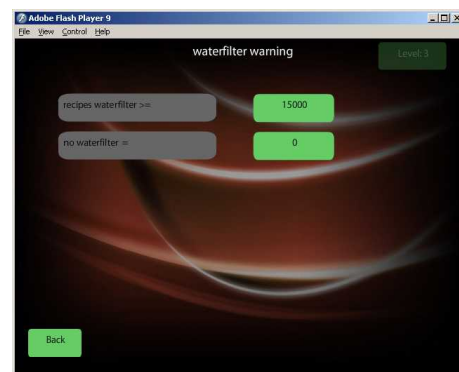 Adobe Flash Player 9
File View Control Help
waterfilter warning
Level: 3
recipes waterfilter >=
15000
no waterfilter =
0
Back